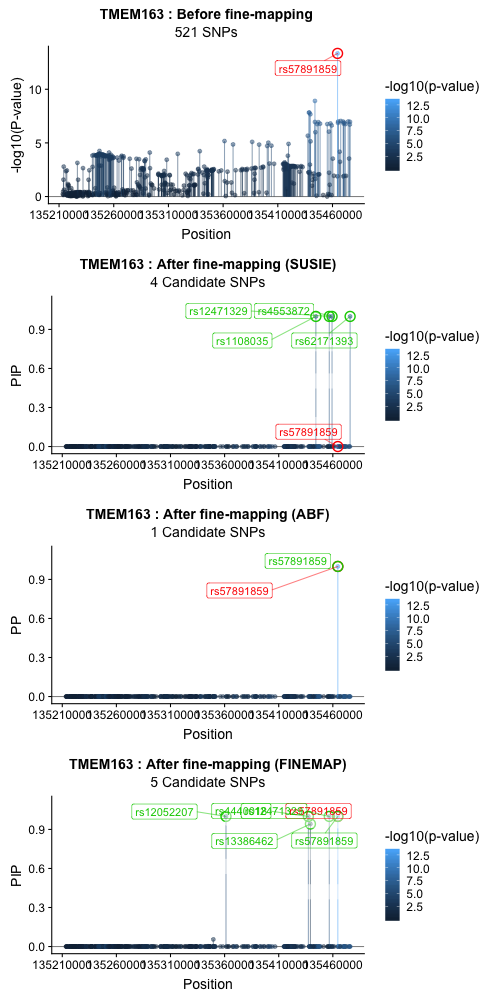 TMEM163 : Before fine-mapping
521 SNPs
-log10(P-value)
10
5
0
rs57891859
135210000 135260000 135310000 135360000 135410000 135460000
Position
-log10(p-value)
12.5
10.0
7.5
5.0
2.5
TMEM163 : After fine-mapping (SUSIE)
4 Candidate SNPs
PIP
0.9
0.6
0.3
0.0
rs12471329
rs4553872
rs1108035
rs62171393
rs57891859
135210000 135260000 135310000 135360000 135410000 135460000
Position
-log10(p-value)
12.5
10.0
7.5
5.0
2.5
TMEM163 : After fine-mapping (ABF)
1 Candidate SNPs
PP
0.9
0.6
0.3
0.0
rs57891859
rs57891859
135210000 135260000 135310000 135360000 135410000 135460000
Position
-log10(p-value)
12.5
10.0
7.5
5.0
2.5
TMEM163 : After fine-mapping (FINEMAP)
5 Candidate SNPs
PIP
0.9
0.6
0.3
0.0
rs12052207
rs57891859
rs13386462
rs57891859
135210000 135260000 135310000 135360000 135410000 135460000
Position
-log10(p-value)
12.5
10.0
7.5
5.0
2.5